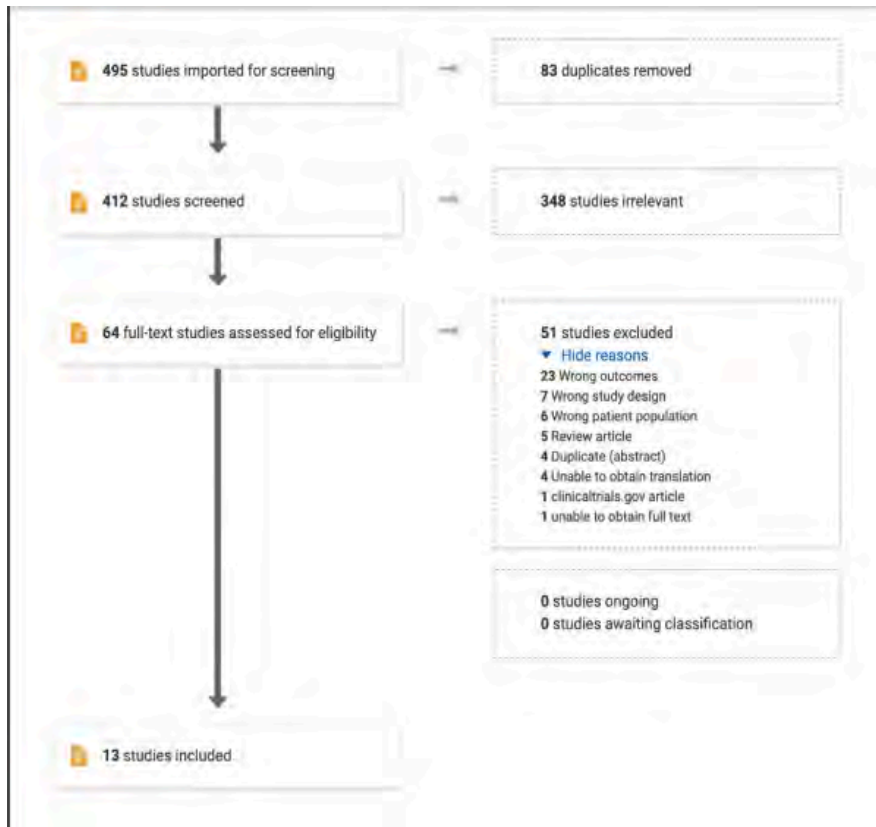 495 studies imported for screening
83 duplicates removed
412 studies screened
348 studies irrelevant
64 full-text studies assessed for eligibility
51 studies excluded
Hide reasons
23 Wrong outcomes
7 Wrong study design
6 Wrong patient population
5 Review article
4 Duplicate (abstract)
4 Unable to obtain translation
1 clinicaltrials.gov article
1 unable to obtain full text
0 studies ongoing
0 studies awaiting classification
13 studies included